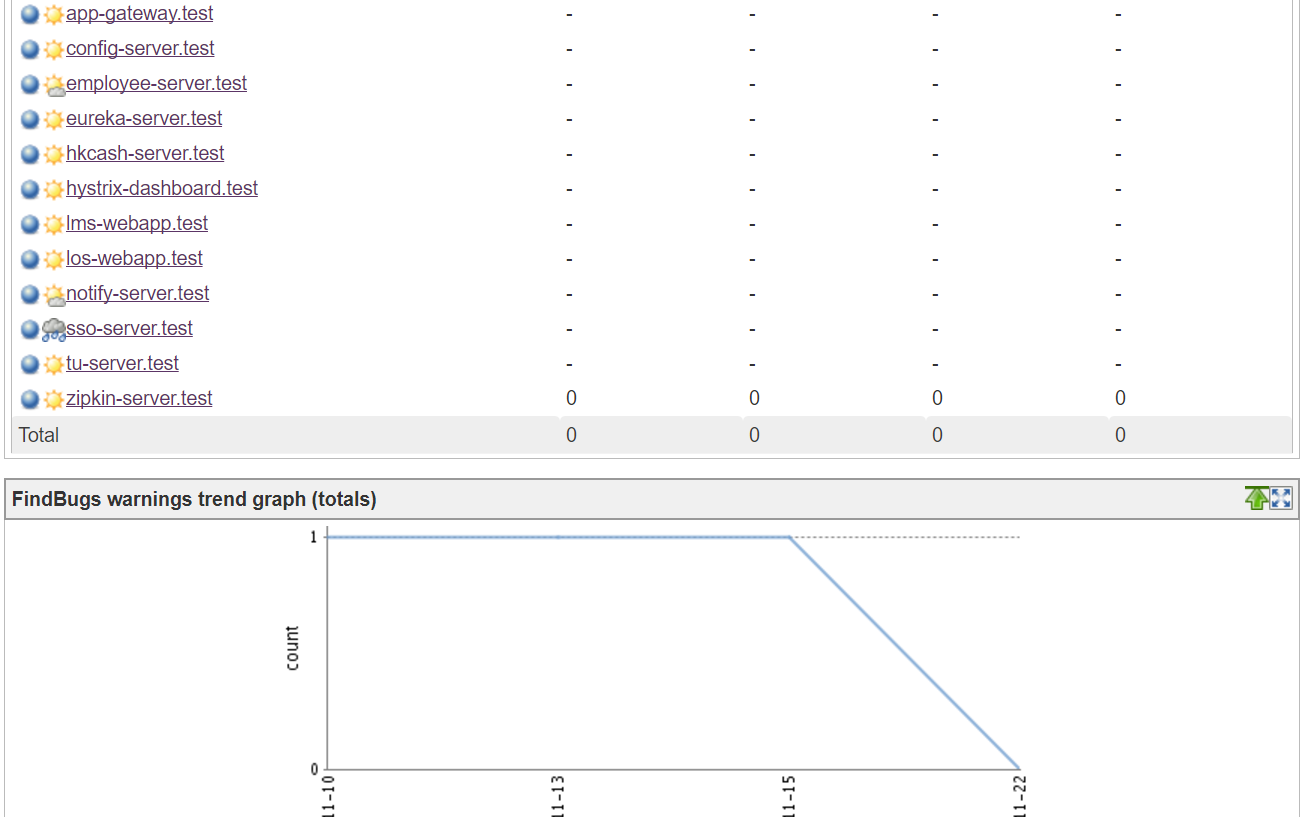 app-gateway.test - - - -
config-server.test - - - -
employee-server.test - - - -
eureka-server.test - - - -
hkcash-server.test - - - -
hystrix-dashboard.test - - - -
lms-webapp.test - - - -
los-webapp.test - - - -
notify-server.test - - - -
sso-server.test - - - -
tu-server.test - - - -
zipkin-server.test 0 0 0 0
Total 0 0 0 0
FindBugs warnings trend graph (totals)
1
count
0
11-10 11-13 11-15 11-22